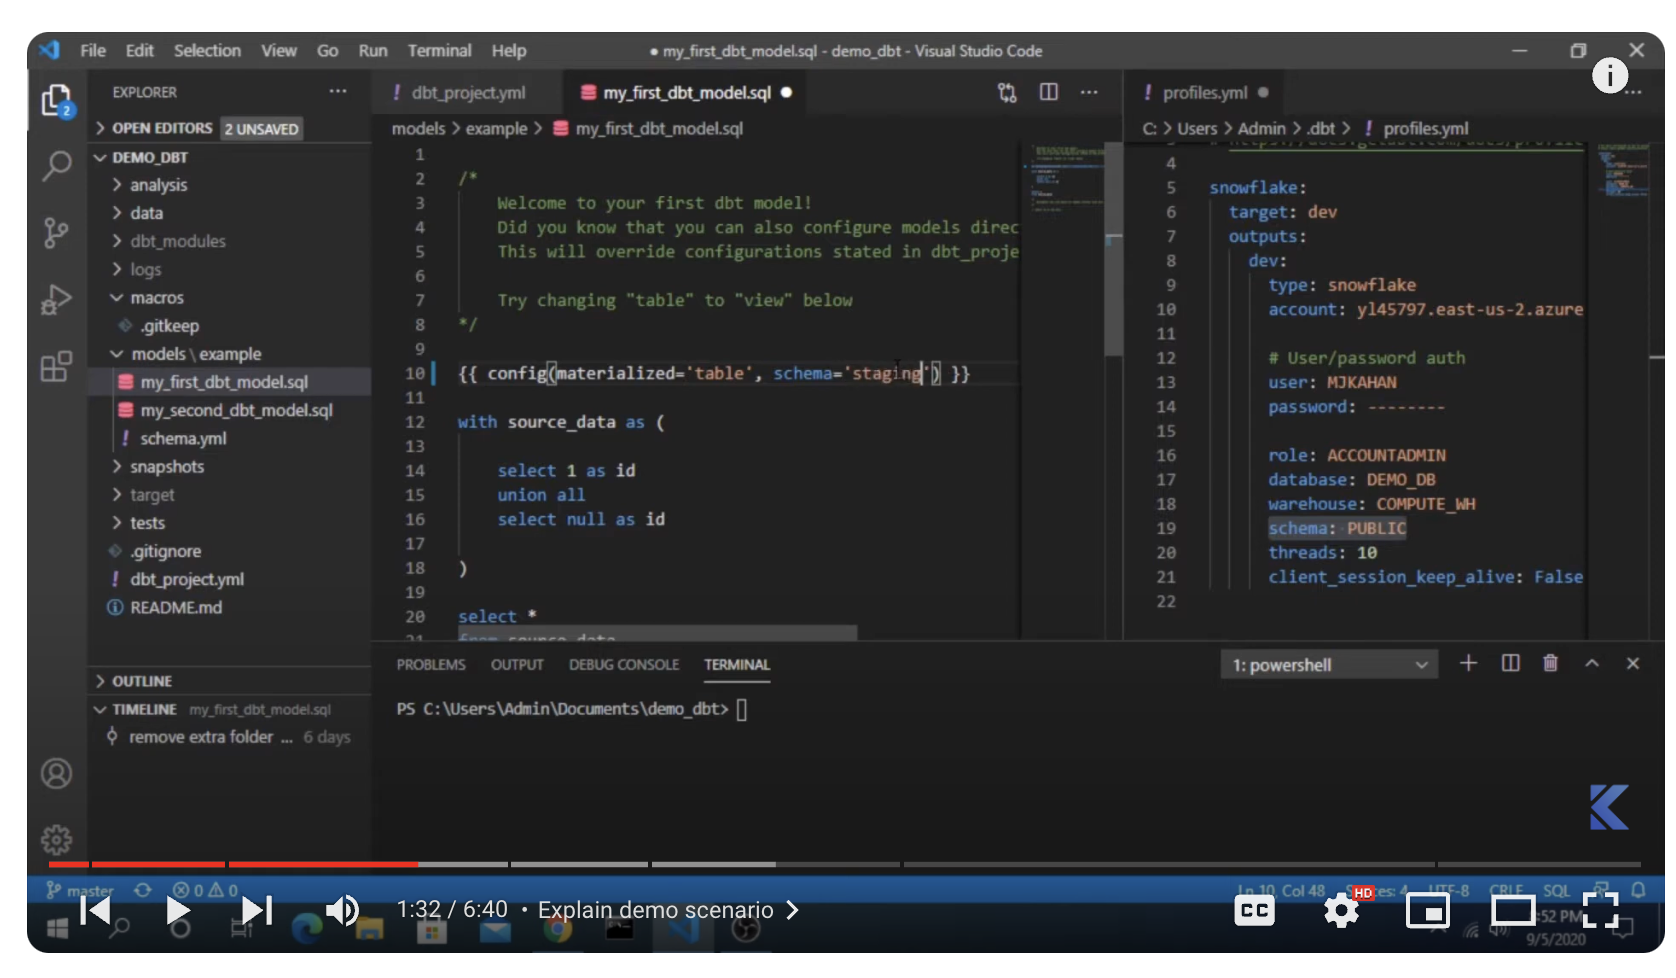 File Edit Selection View Go Run Terminal Help
● my_first_dbt_model.sql - demo_dbt - Visual Studio Code
EXPLORER
2
OPEN EDITORS 2 UNSAVED
DEMO_DBT
analysis
data
dbt_modules
logs
macros
.gitkeep
models \ example
my_first_dbt_model.sql
my_second_dbt_model.sql
schema.yml
snapshots
target
tests
.gitignore
dbt_project.yml
README.md
OUTLINE
TIMELINE my_first_dbt_model.sql
remove extra folder ... 6 days
dbt_project.yml
my_first_dbt_model.sql ●
models > example > my_first_dbt_model.sql
1
2 /*
3 Welcome to your first dbt model!
4 Did you know that you can also configure models direc
5 This will override configurations stated in dbt_proje
6
7 Try changing "table" to "view" below
8 */
9
10 {{ config(materialized='table', schema='staging') }}
11
12 with source_data as (
13
14 select 1 as id
15 union all
16 select null as id
17
18 )
19
20 select *
21 from source_data
profiles.yml ●
C: > Users > Admin > .dbt > ! profiles.yml
4
5 snowflake:
6 target: dev
7 outputs:
8 dev:
9 type: snowflake
10 account: yl45797.east-us-2.azure
11
12 # User/password auth
13 user: MJKAHAN
14 password: --------
15
16 role: ACCOUNTADMIN
17 database: DEMO_DB
18 warehouse: COMPUTE_WH
19 schema: PUBLIC
20 threads: 10
21 client_session_keep_alive: False
22
PROBLEMS OUTPUT DEBUG CONSOLE TERMINAL
1: powershell
PS C:\Users\Admin\Documents\demo_dbt>
master 0 0
Ln 10, Col 48 UTF-8 CRLF SQL
1:32 / 6:40 • Explain demo scenario
CC
HD
:52 PM
9/5/2020